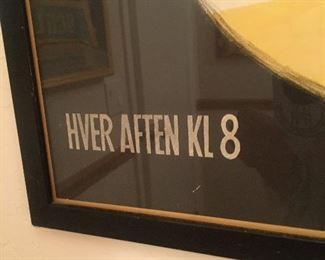 HVER AFTEN KL 8